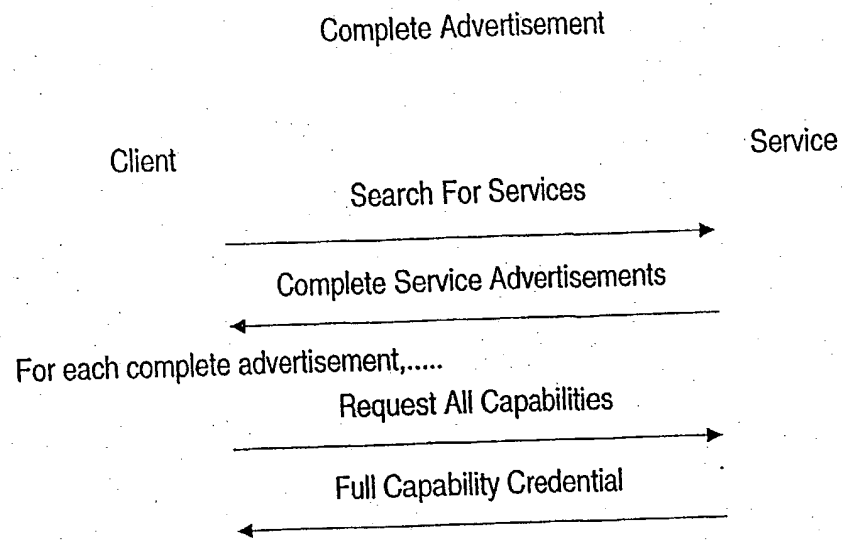 Complete Advertisement
Client
Service
Search For Services
Complete Service Advertisements
For each complete advertisement,.....
Request All Capabilities
Full Capability Credential